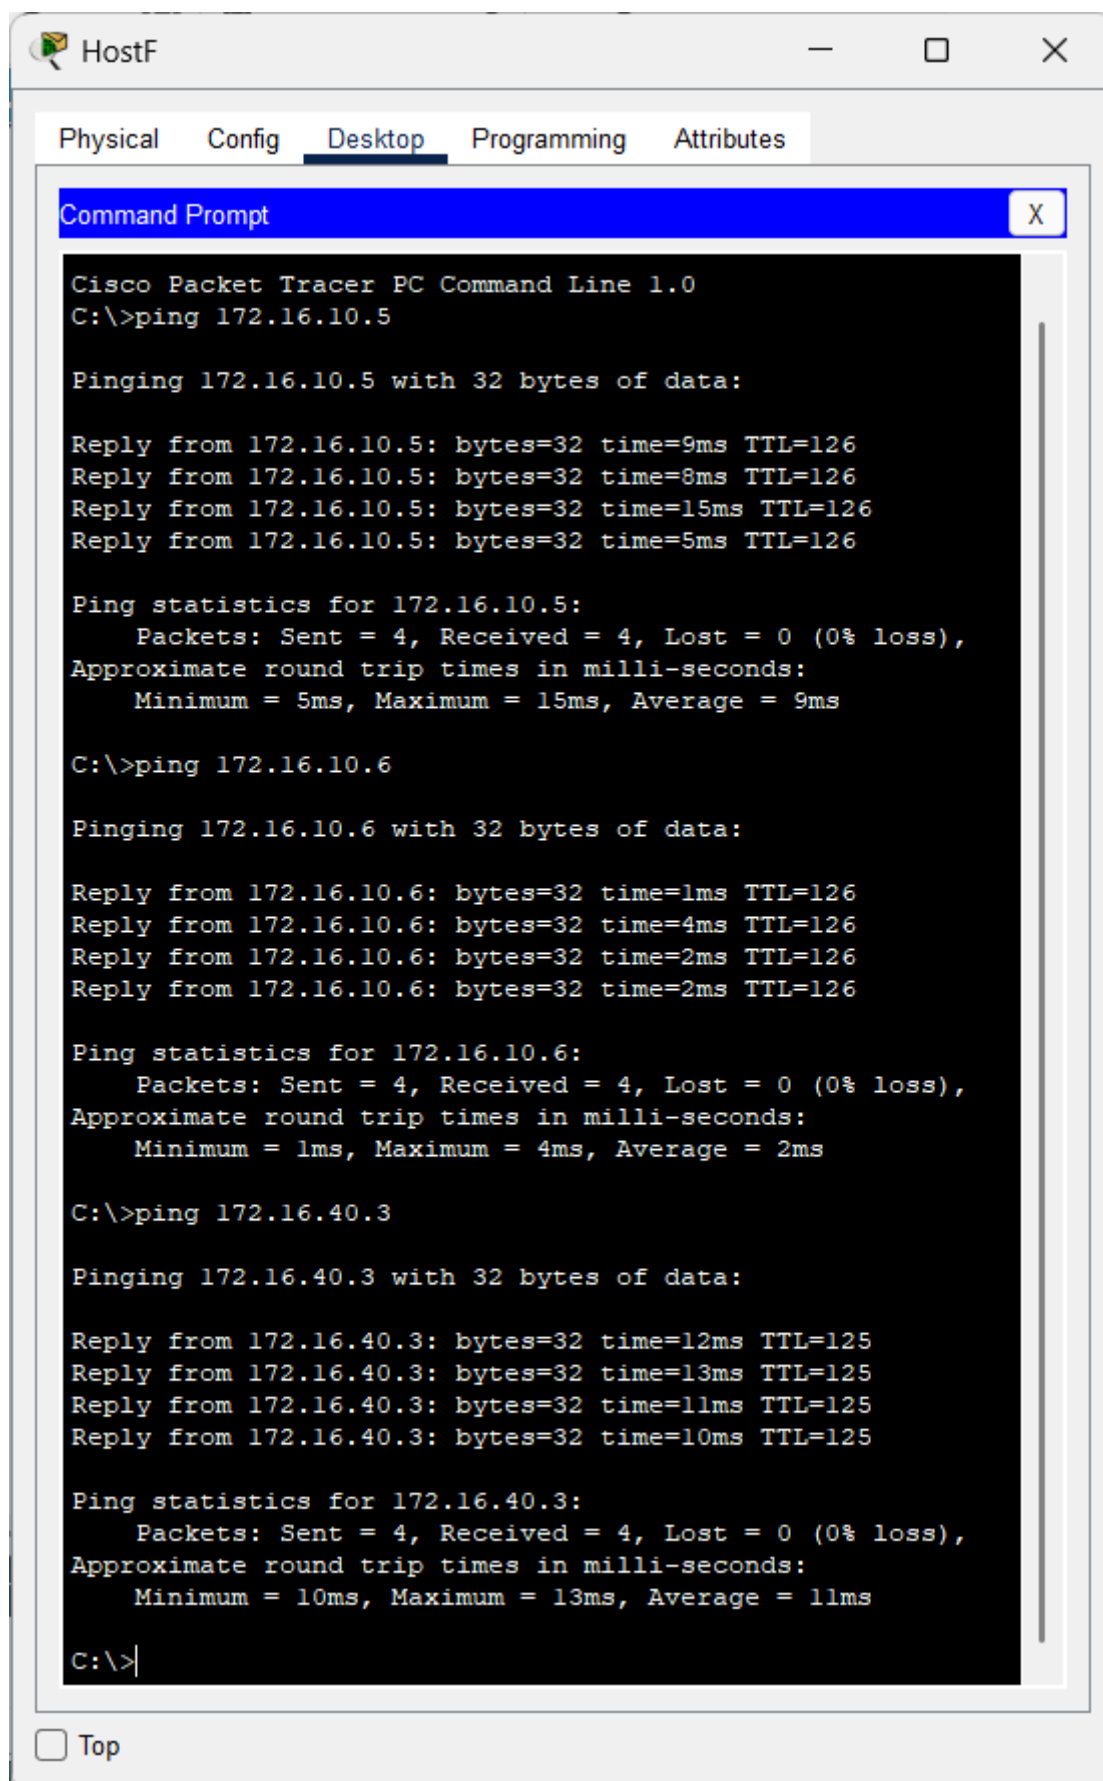 HostF
Physical Config Desktop Programming Attributes
Command Prompt X
Cisco Packet Tracer PC Command Line 1.0
C:\>ping 172.16.10.5
Pinging 172.16.10.5 with 32 bytes of data:
Reply from 172.16.10.5: bytes=32 time=9ms TTL=126
Reply from 172.16.10.5: bytes=32 time=8ms TTL=126
Reply from 172.16.10.5: bytes=32 time=15ms TTL=126
Reply from 172.16.10.5: bytes=32 time=5ms TTL=126
Ping statistics for 172.16.10.5:
    Packets: Sent = 4, Received = 4, Lost = 0 (0% loss),
Approximate round trip times in milli-seconds:
    Minimum = 5ms, Maximum = 15ms, Average = 9ms
C:\>ping 172.16.10.6
Pinging 172.16.10.6 with 32 bytes of data:
Reply from 172.16.10.6: bytes=32 time=1ms TTL=126
Reply from 172.16.10.6: bytes=32 time=4ms TTL=126
Reply from 172.16.10.6: bytes=32 time=2ms TTL=126
Reply from 172.16.10.6: bytes=32 time=2ms TTL=126
Ping statistics for 172.16.10.6:
    Packets: Sent = 4, Received = 4, Lost = 0 (0% loss),
Approximate round trip times in milli-seconds:
    Minimum = 1ms, Maximum = 4ms, Average = 2ms
C:\>ping 172.16.40.3
Pinging 172.16.40.3 with 32 bytes of data:
Reply from 172.16.40.3: bytes=32 time=12ms TTL=125
Reply from 172.16.40.3: bytes=32 time=13ms TTL=125
Reply from 172.16.40.3: bytes=32 time=11ms TTL=125
Reply from 172.16.40.3: bytes=32 time=10ms TTL=125
Ping statistics for 172.16.40.3:
    Packets: Sent = 4, Received = 4, Lost = 0 (0% loss),
Approximate round trip times in milli-seconds:
    Minimum = 10ms, Maximum = 13ms, Average = 11ms
C:\>
Top